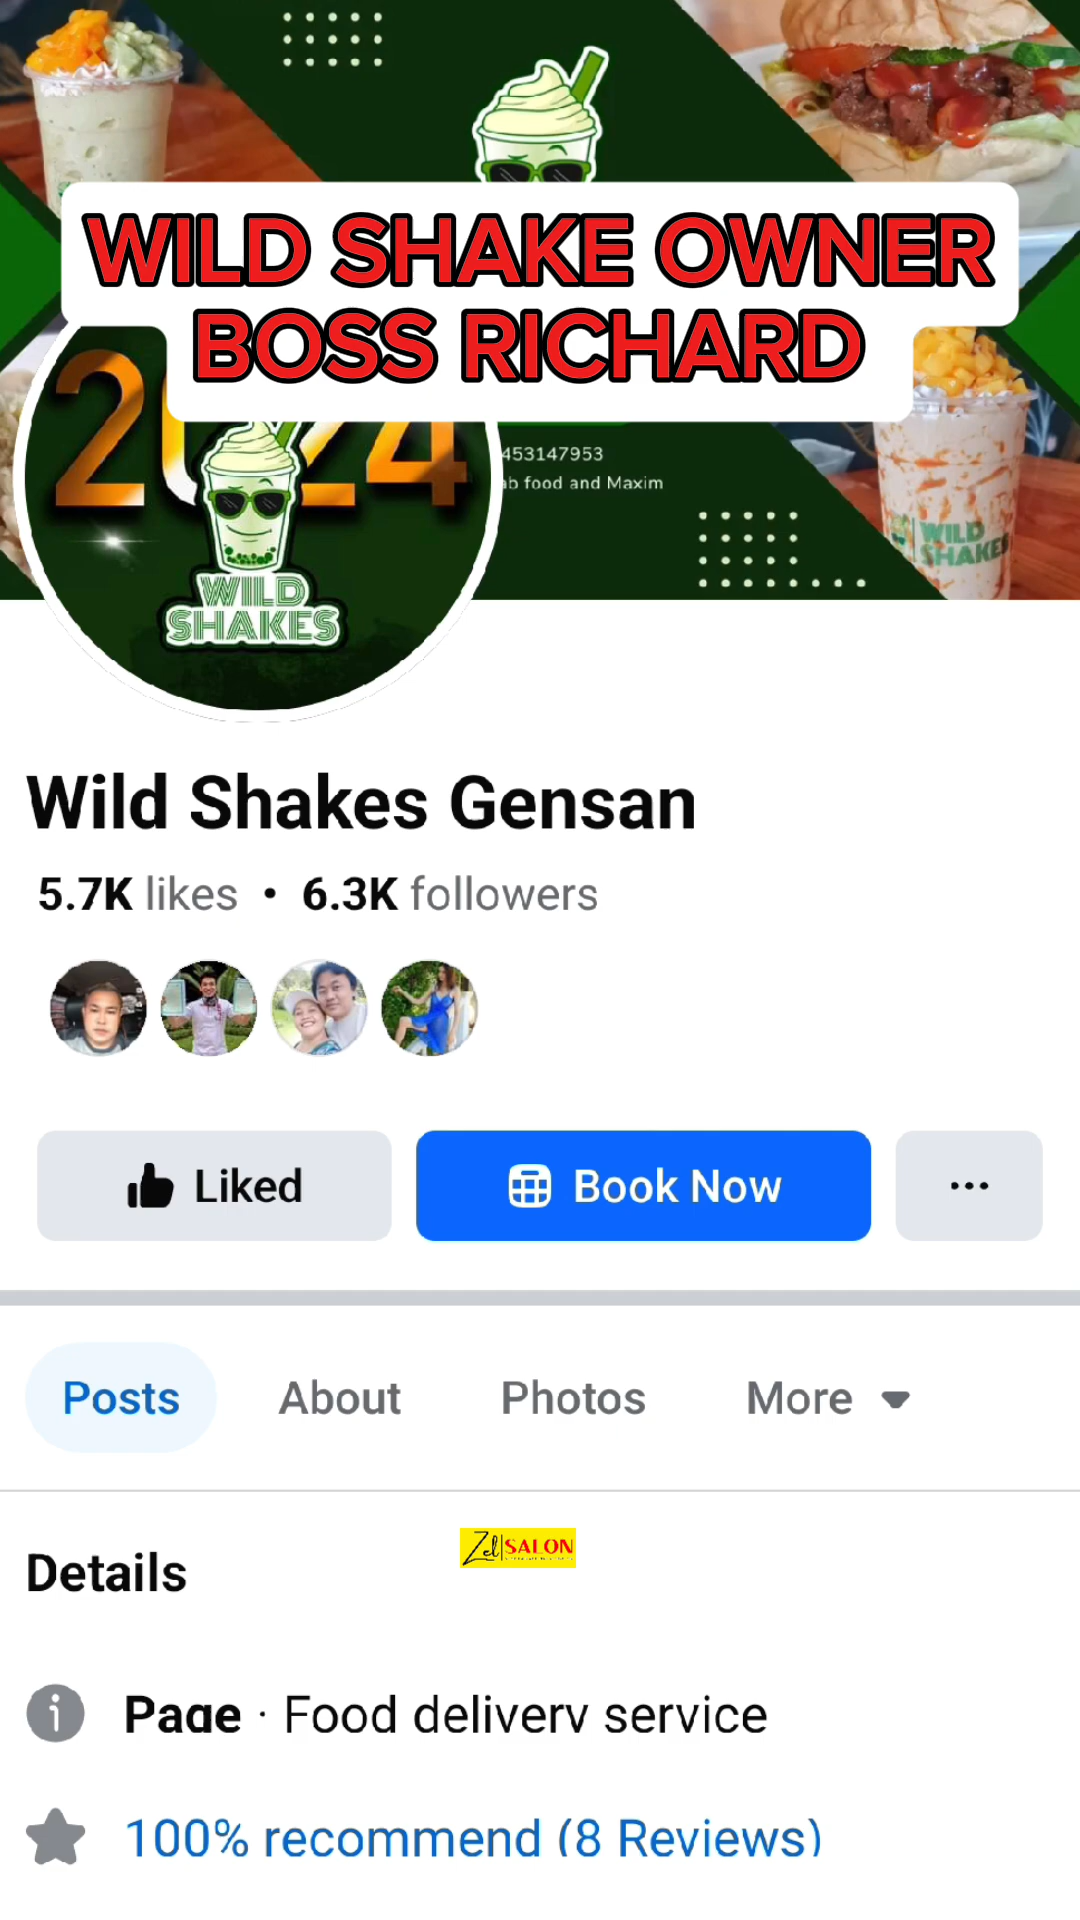 WILD SHAKE OWNER
BOSS RICHARD
2024
453147953
ab food and Maxim
WILD
SHAKES
WILD
SHAKES
Wild Shakes Gensan
5.7K likes • 6.3K followers
Liked
Book Now
Posts
About
Photos
More
Details
Zel SALON
Page · Food delivery service
100% recommend (8 Reviews)